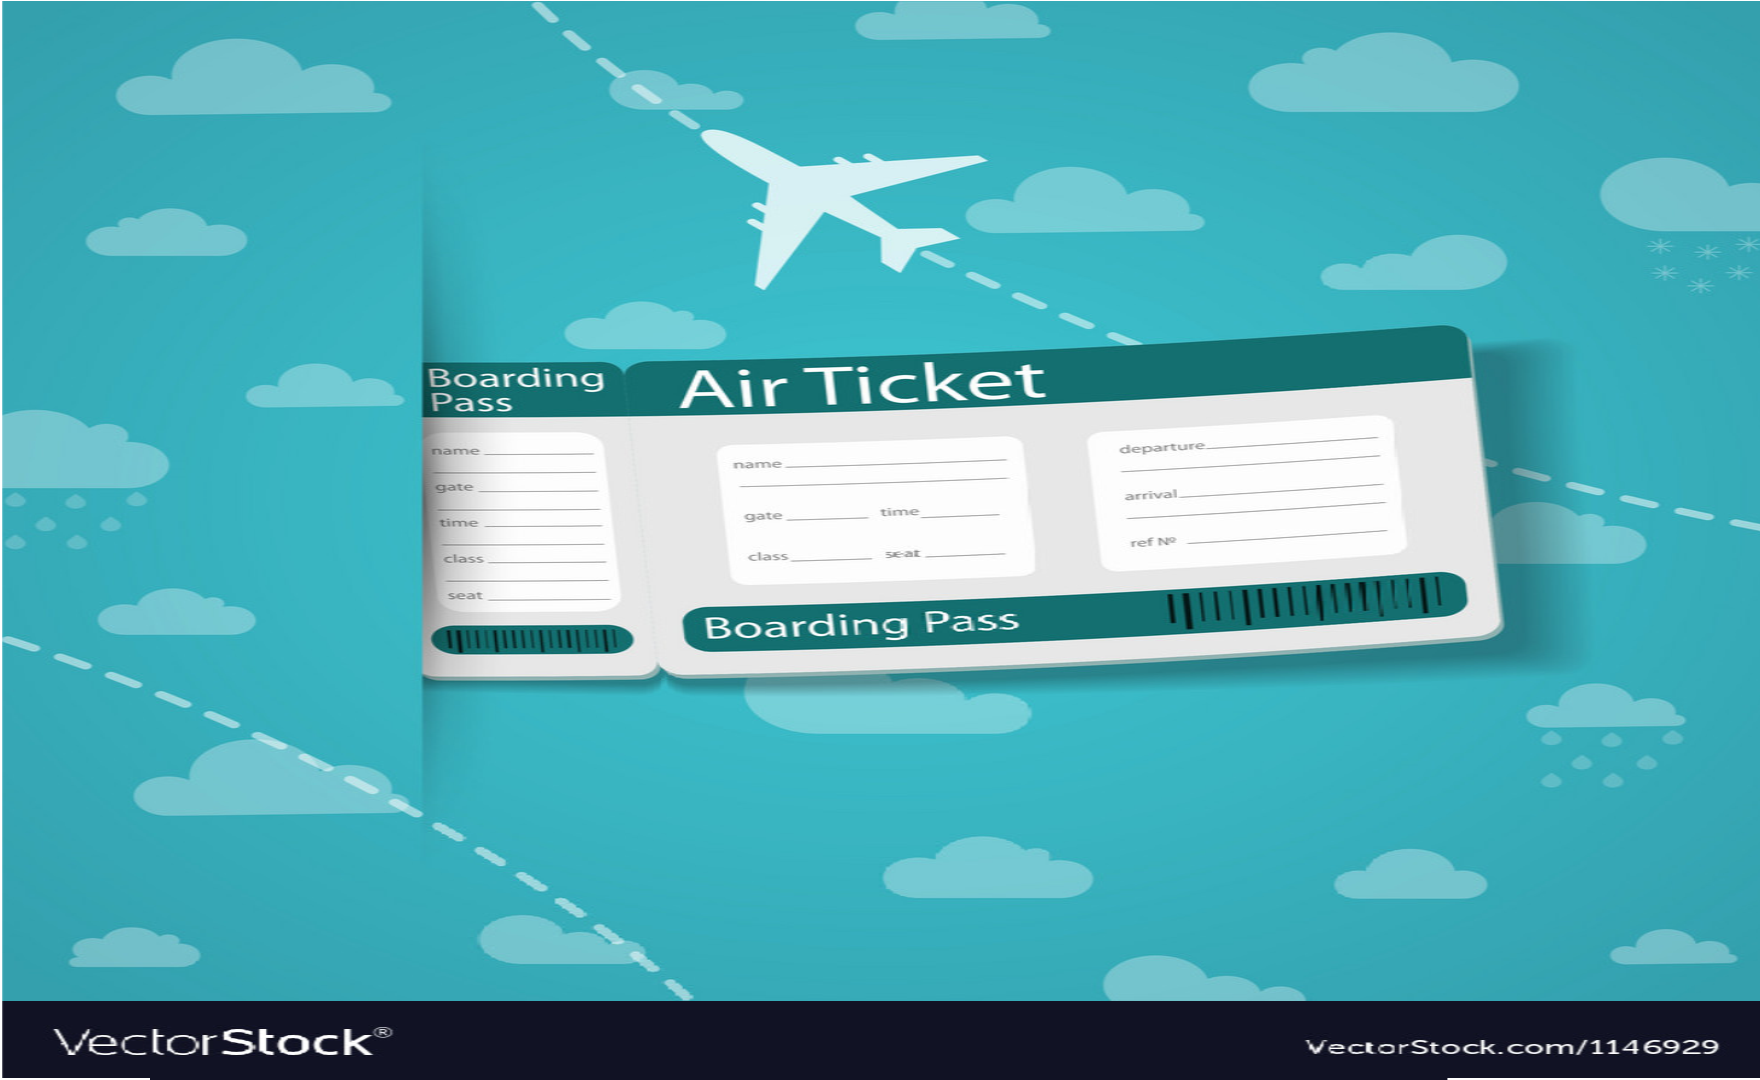 Boarding
Pass
name
gate
time
class
seat
Air Ticket
name
gate time
class seat
departure
arrival
ref Nº
Boarding Pass
VectorStock®
VectorStock.com/1146929